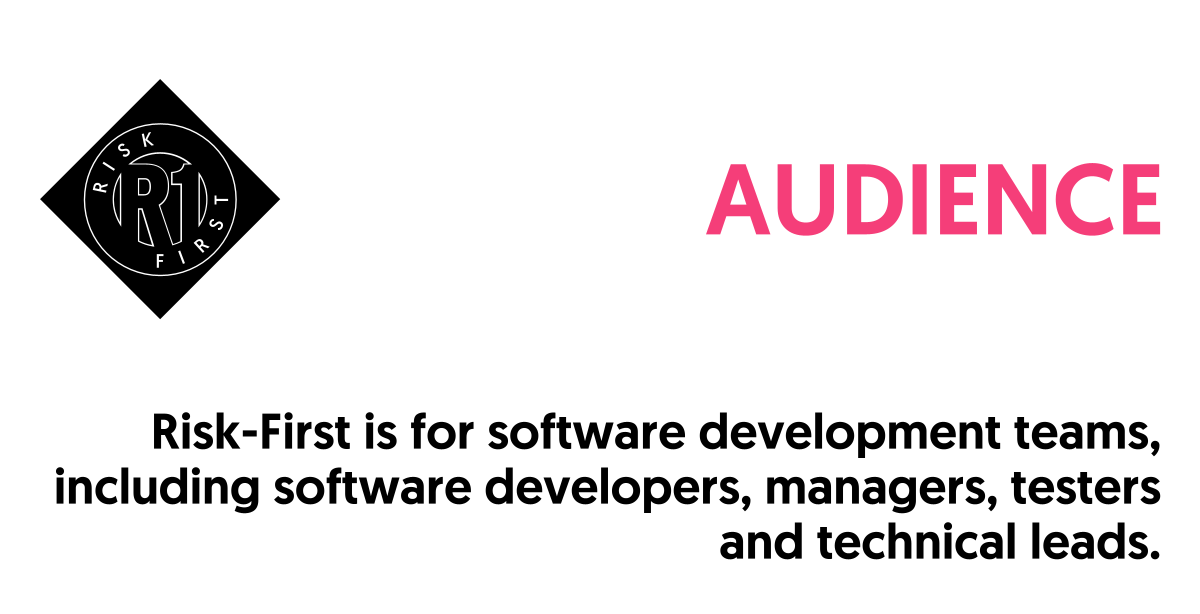 RISK
R1
FIRST
AUDIENCE
Risk-First is for software development teams,
including software developers, managers, testers
and technical leads.